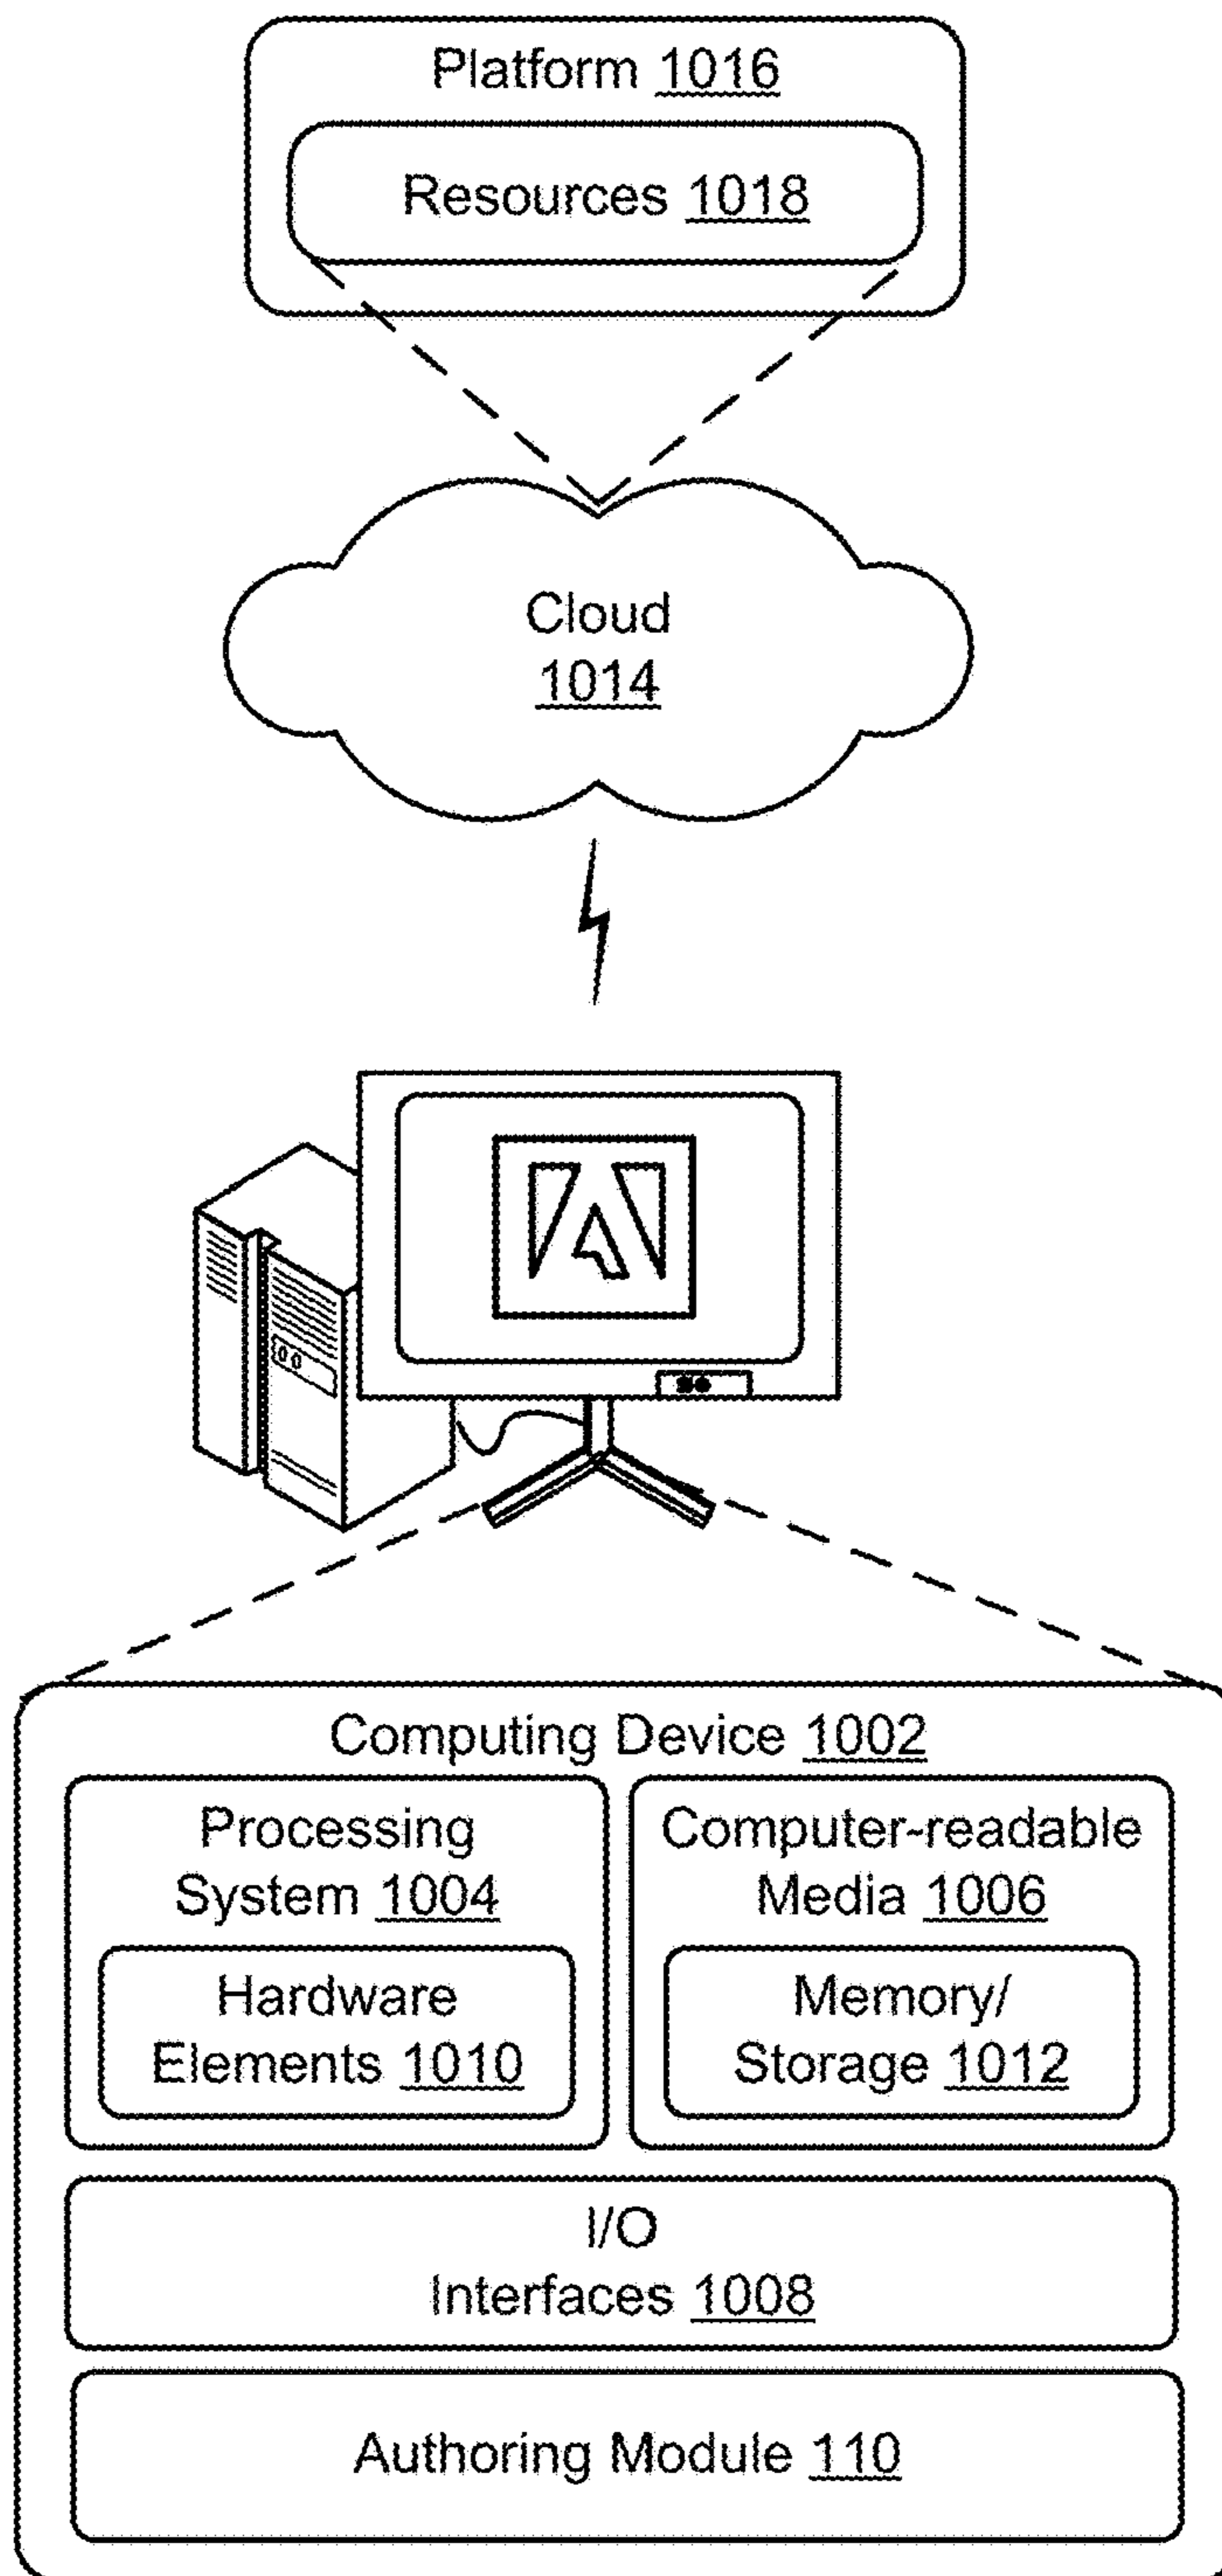 Platform 1016
Resources 1018
Cloud
1014
Computing Device 1002
Processing
System 1004
Hardware
Elements 1010
Computer-readable
Media 1006
Memory/
Storage 1012
I/O
Interfaces 1008
Authoring Module 110